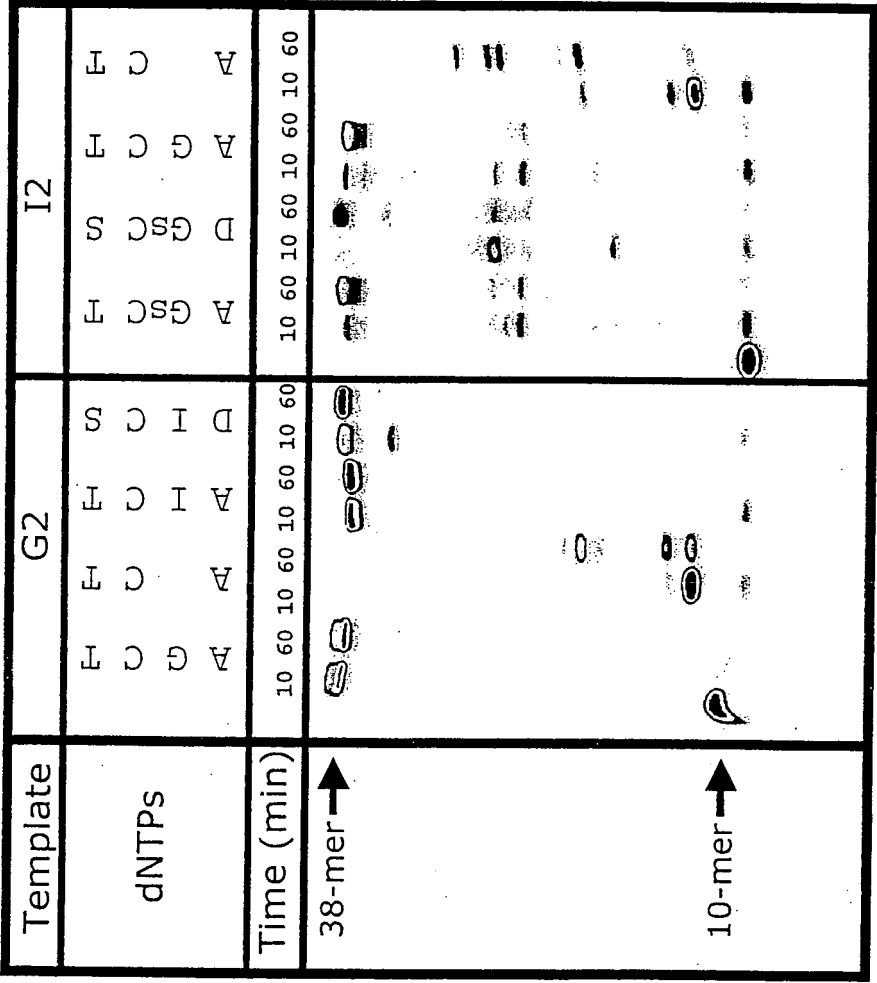 Template G2 I2
dNTPs
A G C T
A C T
A I C T
D I C S
A GsC T
D GsC S
A G C T
A C T
Time (min) 10 60 10 60 10 60 10 60 10 60 10 60 10 60 10 60
38-mer
10-mer